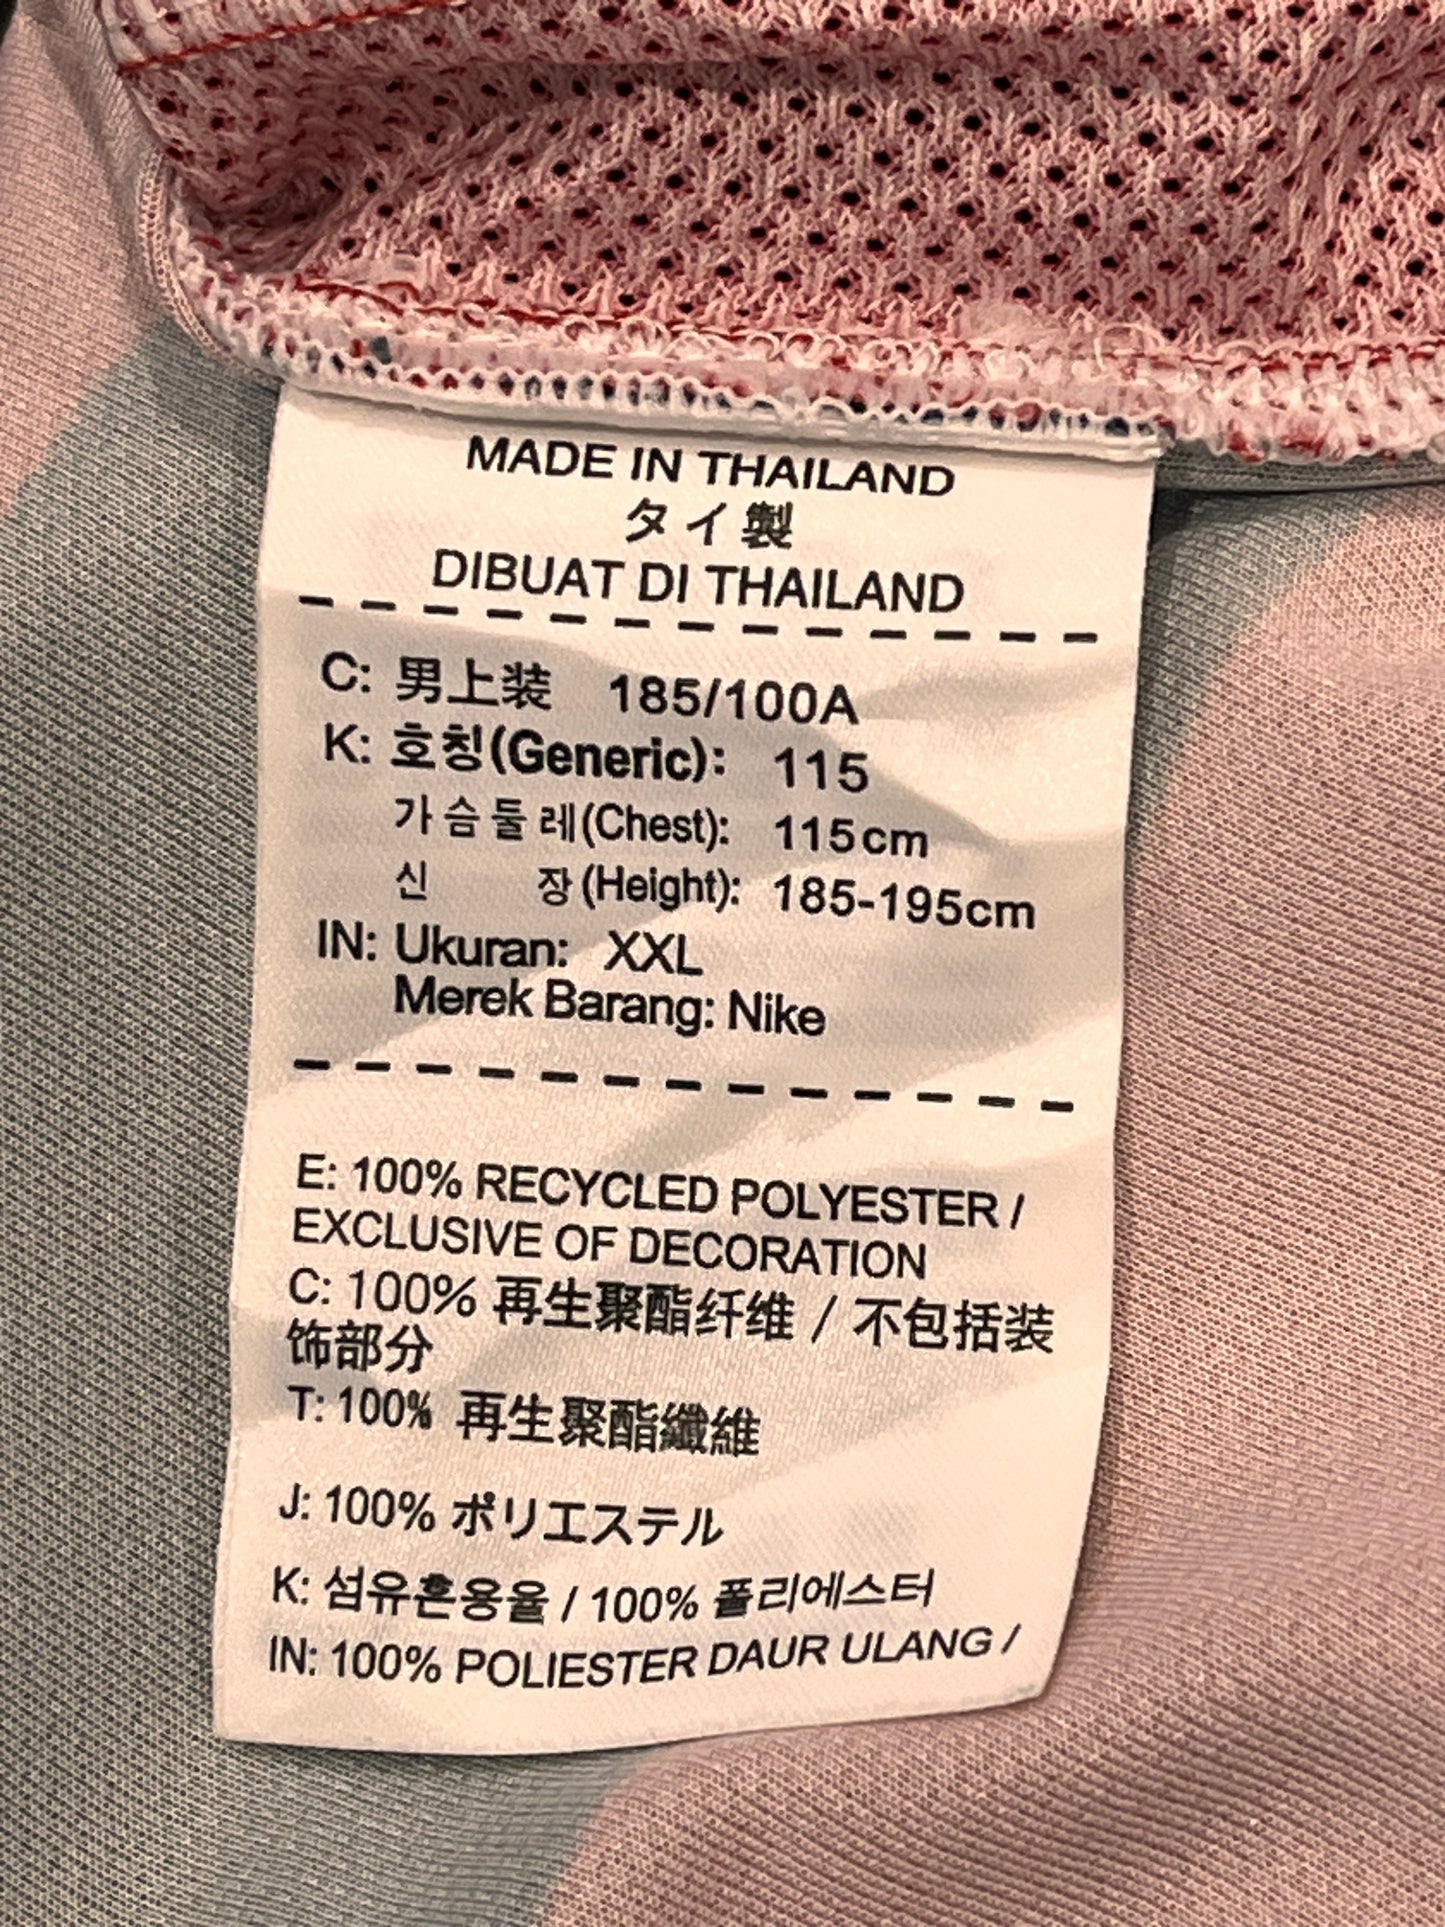 MADE IN THAILAND
タイ製
DIBUAT DI THAILAND
C: 男上装 185/100A
K: 호칭(Generic): 115
가슴둘레(Chest): 115cm
신 장(Height): 185-195cm
IN: Ukuran: XXL
Merek Barang: Nike
E: 100% RECYCLED POLYESTER /
EXCLUSIVE OF DECORATION
C: 100% 再生聚酯纤维 / 不包括装
饰部分
T: 100% 再生聚酯纖維
J: 100% ポリエステル
K: 섬유혼용율 / 100% 폴리에스터
IN: 100% POLIESTER DAUR ULANG /